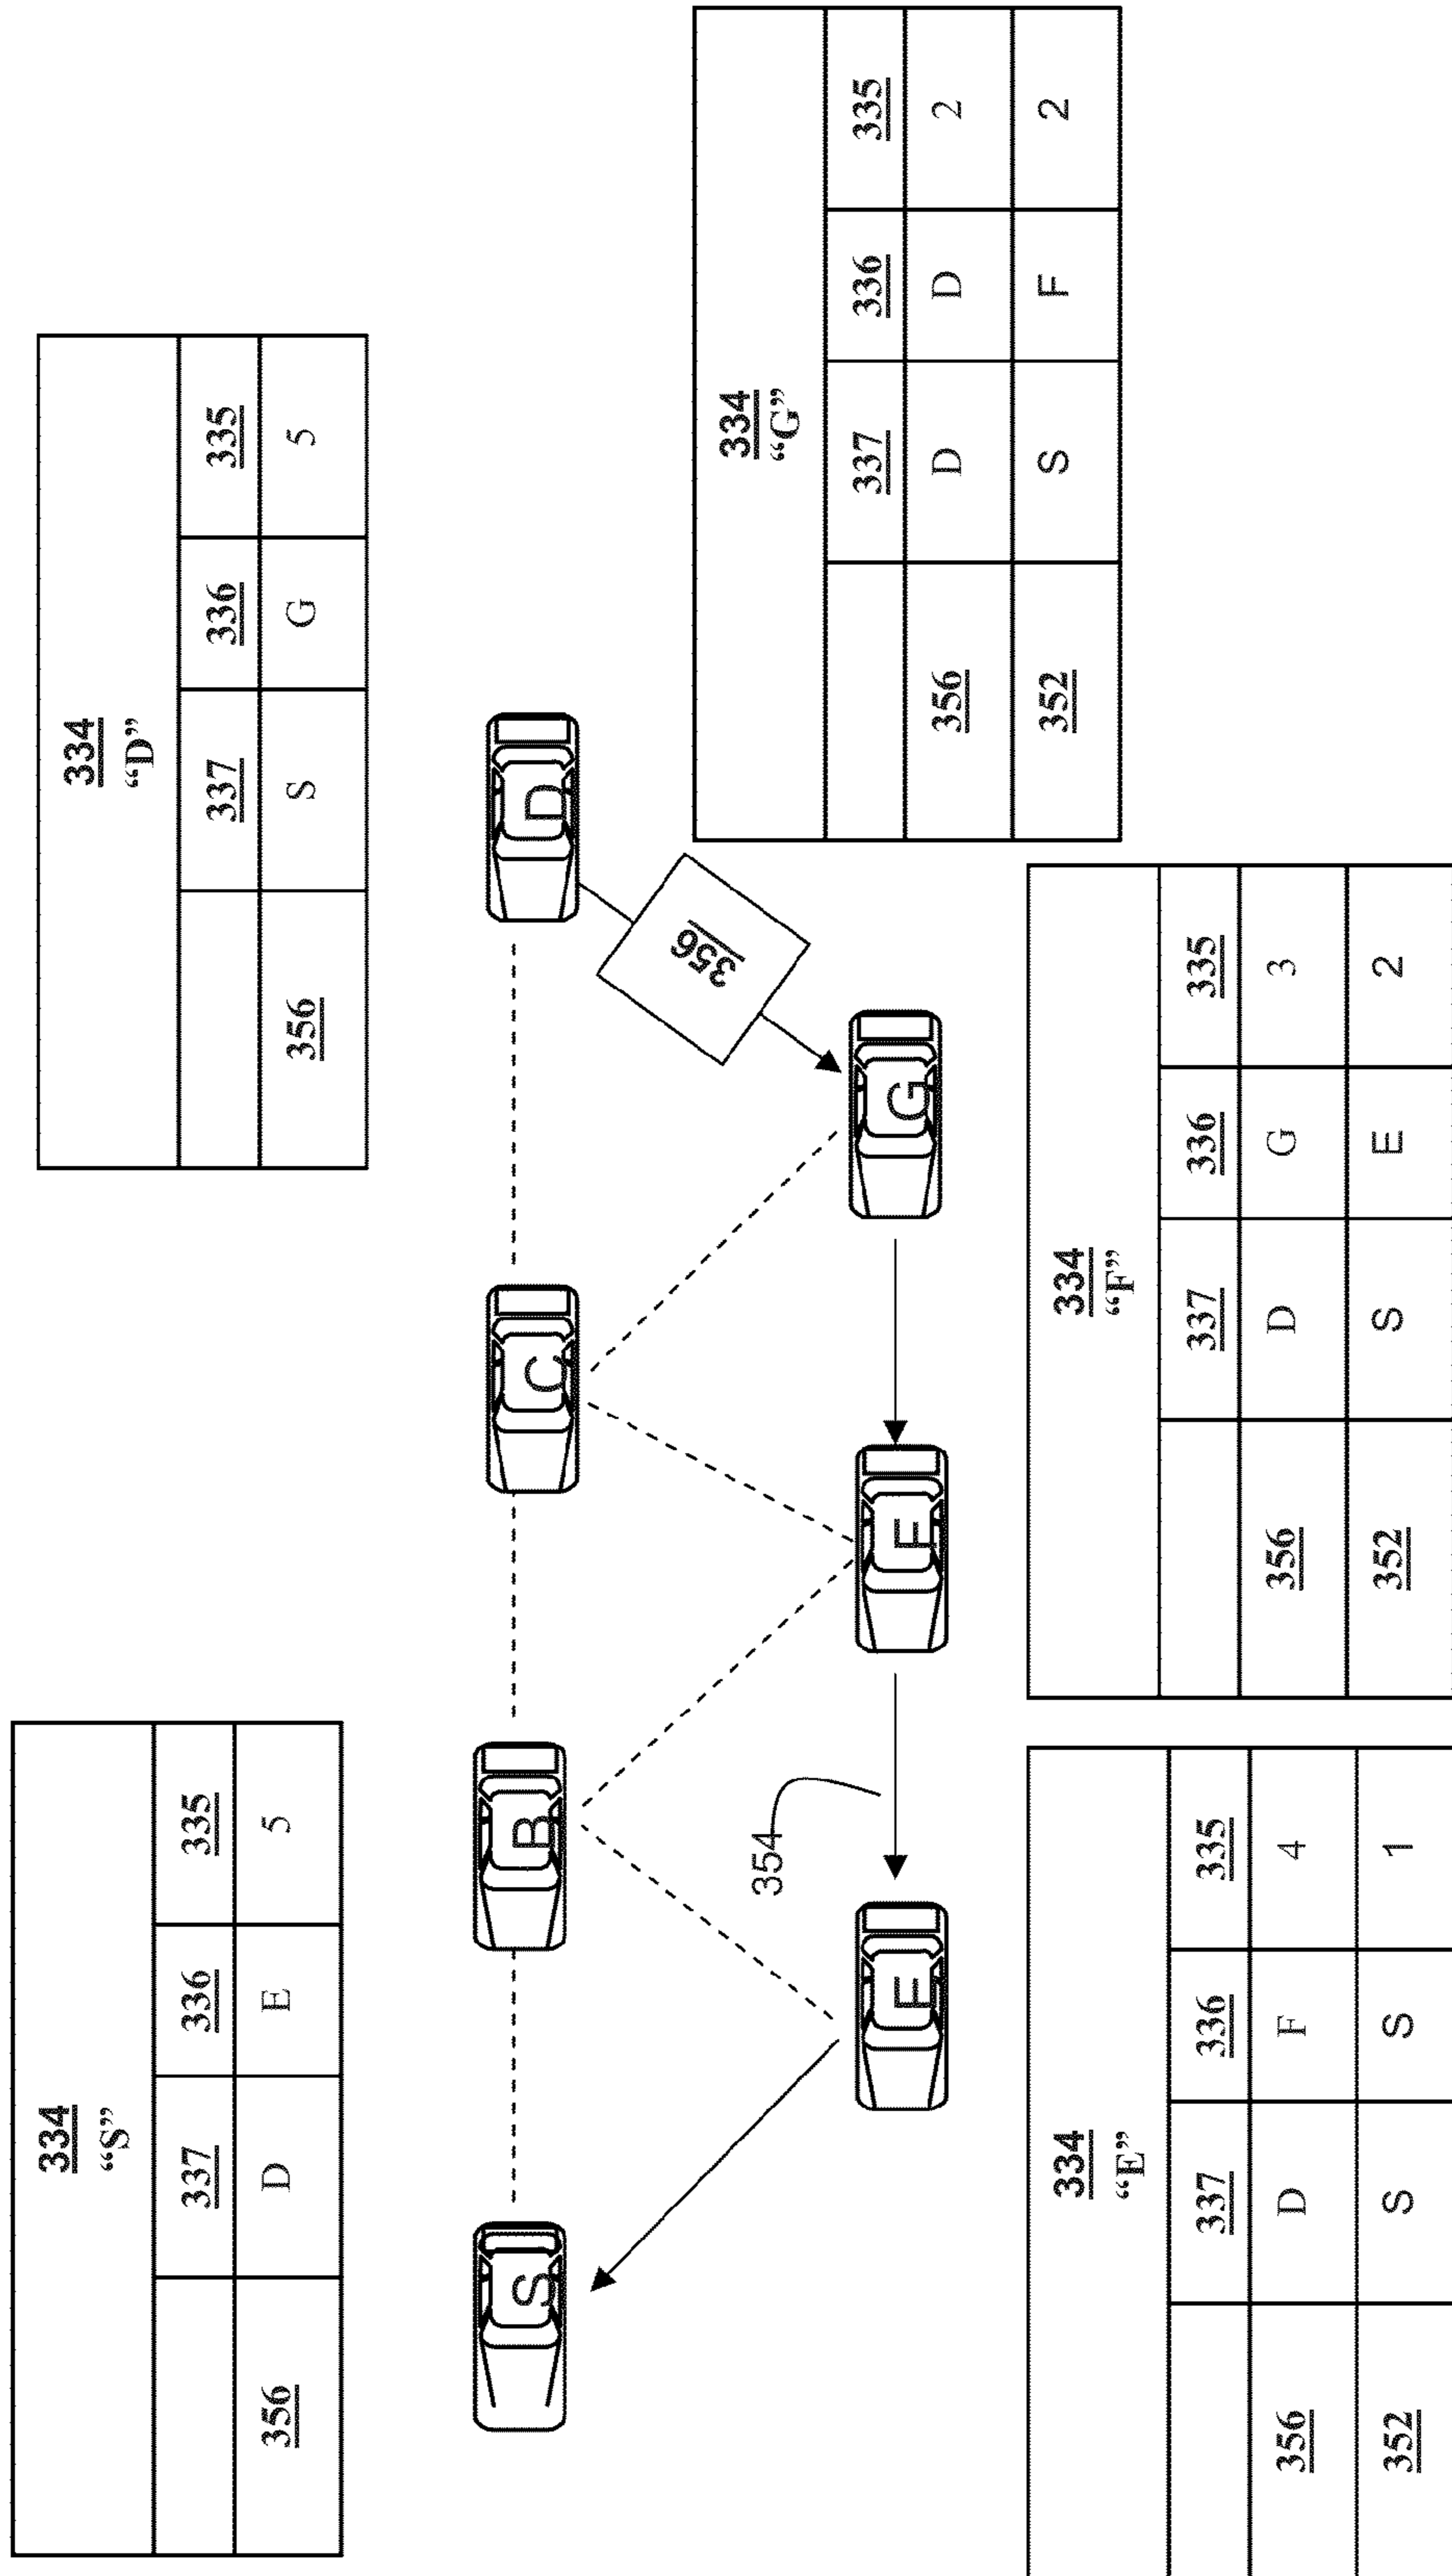 334
“S”
337 336 335
356 D E 5
334
“D”
337 336 335
356 S G 5
S
B
C
D
356
354
E
F
G
334
“G”
337 336 335
356 D D 2
352 S F 2
334
“E”
337 336 335
356 D F 4
352 S S 1
334
“F”
337 336 335
356 D G 3
352 S E 2